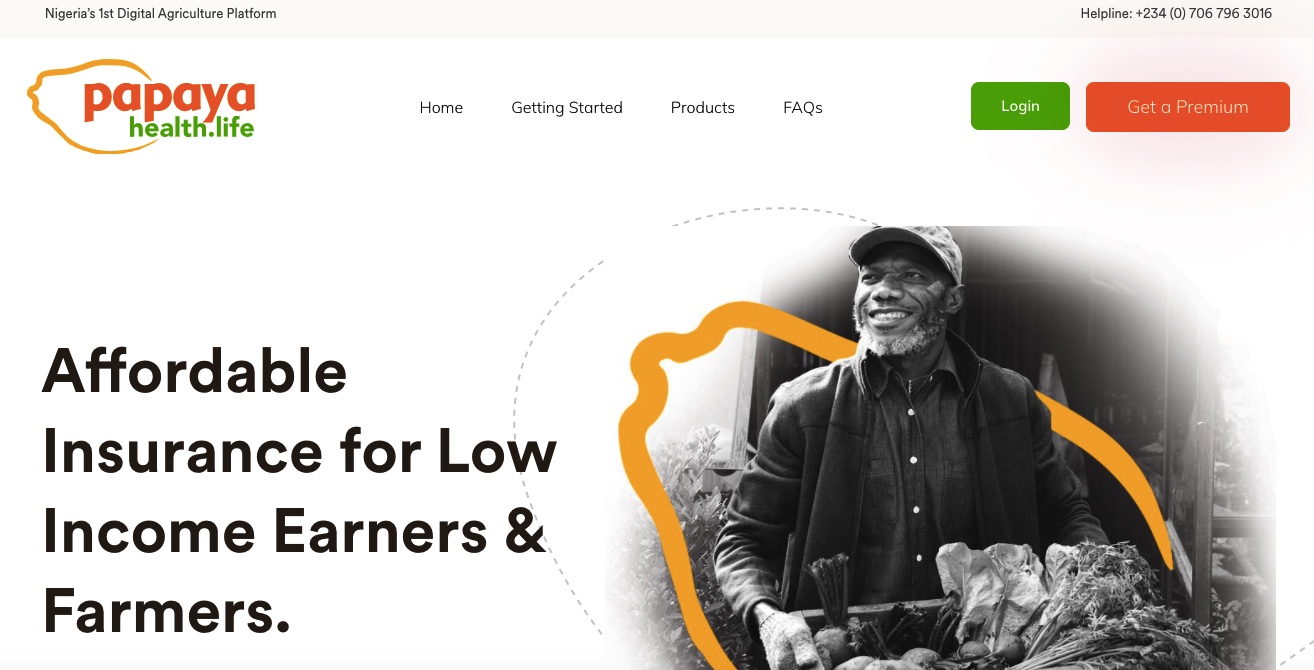 Nigeria's 1st Digital Agriculture Platform
Helpline: +234 (0) 706 796 3016
papaya
health.life
Home
Getting Started
Products
FAQs
Login
Get a Premium
Affordable
Insurance for Low
Income Earners &
Farmers.